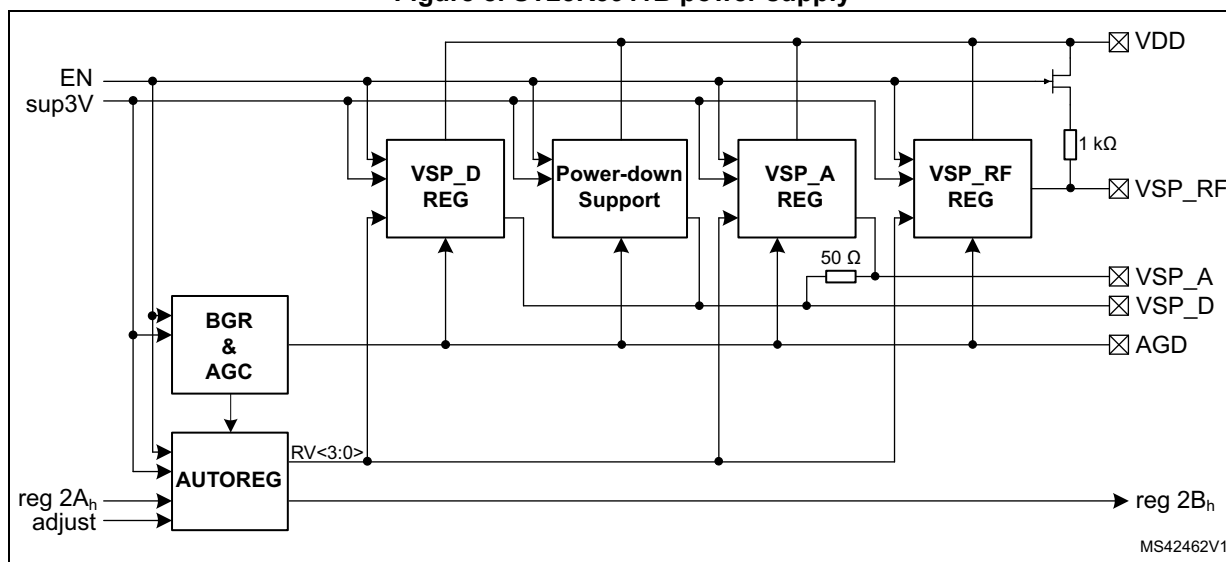 VDD
EN
sup3V
VSP_D
REG
Power-down
Support
VSP_A
REG
VSP_RF
REG
1 kΩ
VSP_RF
50 Ω
VSP_A
VSP_D
BGR
&
AGC
AGD
AUTOREG
RV<3:0>
reg 2Ah
adjust
reg 2Bh
MS42462V1